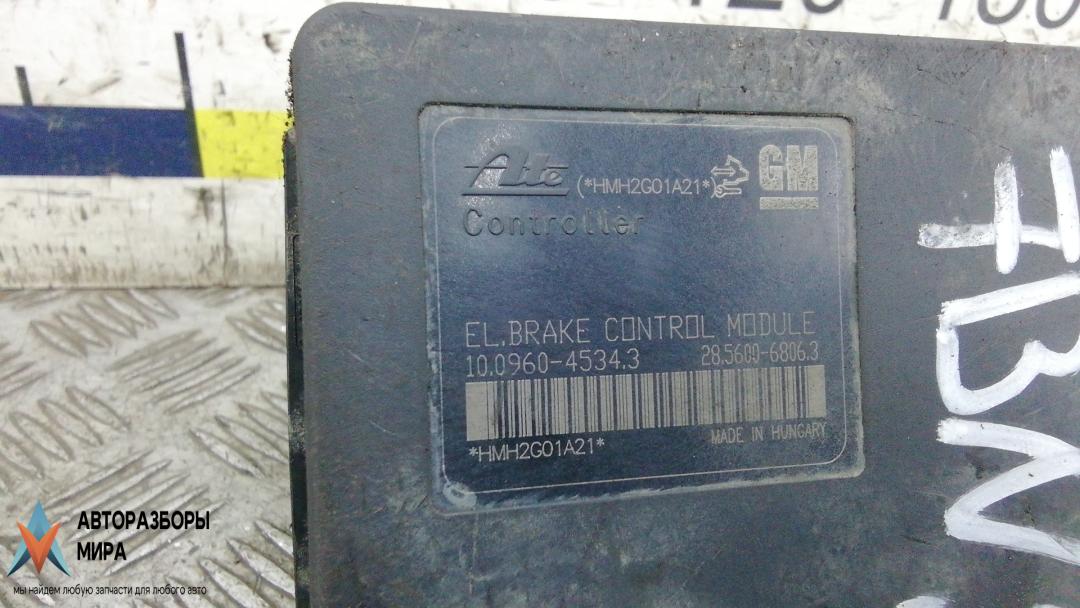 Ate (*HMH2G01A21*) GM
Controller
EL.BRAKE CONTROL MODULE
10.0960-4534.3 28.5600-6806.3
*HMH2G01A21*
MADE IN HUNGARY
АВТОРАЗБОРЫ
МИРА
мы найдем любую запчасти для любого авто